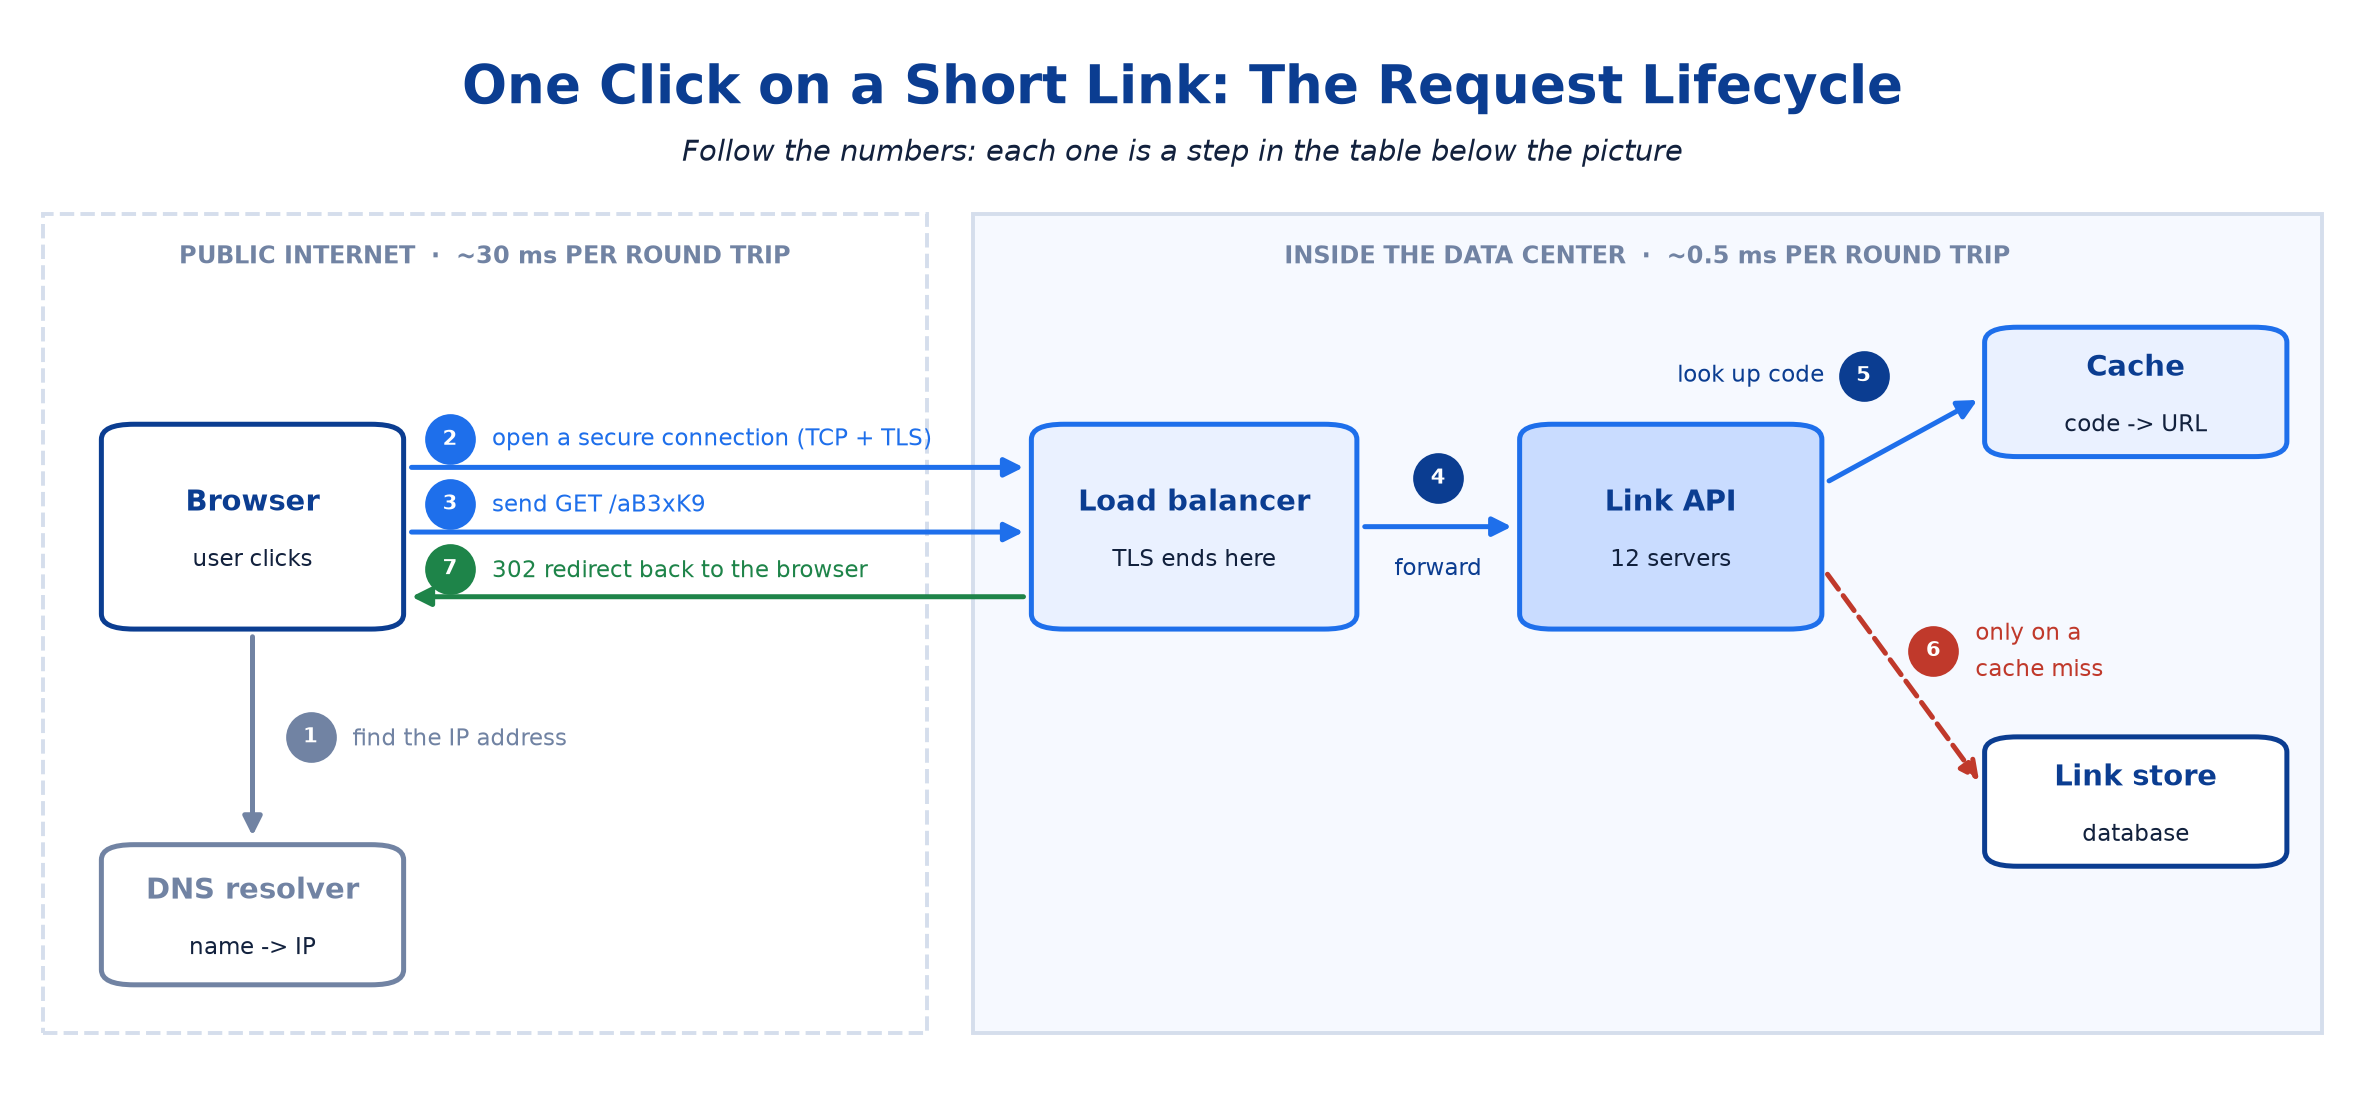 One Click on a Short Link: The Request Lifecycle
Follow the numbers: each one is a step in the table below the picture
PUBLIC INTERNET · ~30 ms PER ROUND TRIP
Browser
user clicks
2 open a secure connection (TCP + TLS)
3 send GET /aB3xK9
7 302 redirect back to the browser
1 find the IP address
DNS resolver
name -> IP
INSIDE THE DATA CENTER · ~0.5 ms PER ROUND TRIP
Load balancer
TLS ends here
4
forward
Link API
12 servers
look up code 5
Cache
code -> URL
6 only on a
cache miss
Link store
database